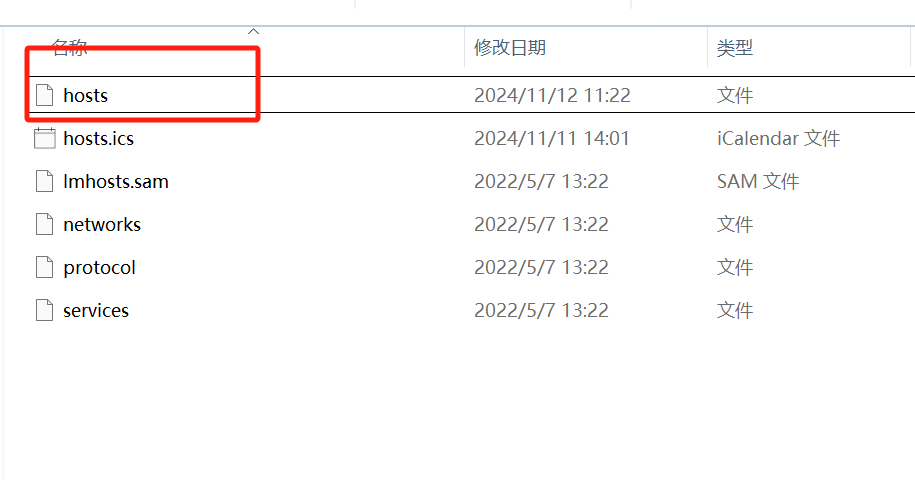 名称 修改日期 类型
hosts 2024/11/12 11:22 文件
hosts.ics 2024/11/11 14:01 iCalendar 文件
lmhosts.sam 2022/5/7 13:22 SAM 文件
networks 2022/5/7 13:22 文件
protocol 2022/5/7 13:22 文件
services 2022/5/7 13:22 文件